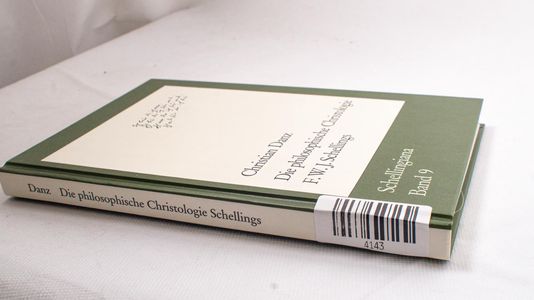 Christian Danz
Die philosophische Christologie
F. W. J. Schellings
Schellingiana
Band 9
Danz Die philosophische Christologie Schellings
4143